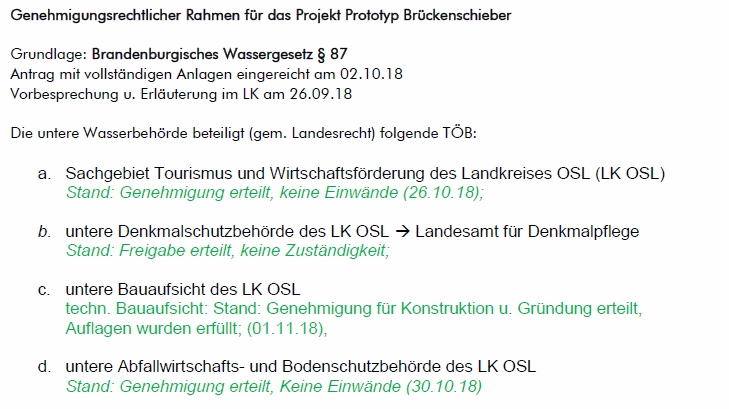 Genehmigungsrechtlicher Rahmen für das Projekt Prototyp Brückenschieber
Grundlage: Brandenburgisches Wassergesetz § 87
Antrag mit vollständigen Anlagen eingereicht am 02.10.18
Vorbesprechung u. Erläuterung im LK am 26.09.18
Die untere Wasserbehörde beteiligt (gem. Landesrecht) folgende TÖB:
a. Sachgebiet Tourismus und Wirtschaftsförderung des Landkreises OSL (LK OSL)
Stand: Genehmigung erteilt, keine Einwände (26.10.18);
b. untere Denkmalschutzbehörde des LK OSL → Landesamt für Denkmalpflege
Stand: Freigabe erteilt, keine Zuständigkeit;
c. untere Bauaufsicht des LK OSL
techn. Bauaufsicht: Stand: Genehmigung für Konstruktion u. Gründung erteilt,
Auflagen wurden erfüllt; (01.11.18),
d. untere Abfallwirtschafts- und Bodenschutzbehörde des LK OSL
Stand: Genehmigung erteilt, Keine Einwände (30.10.18)